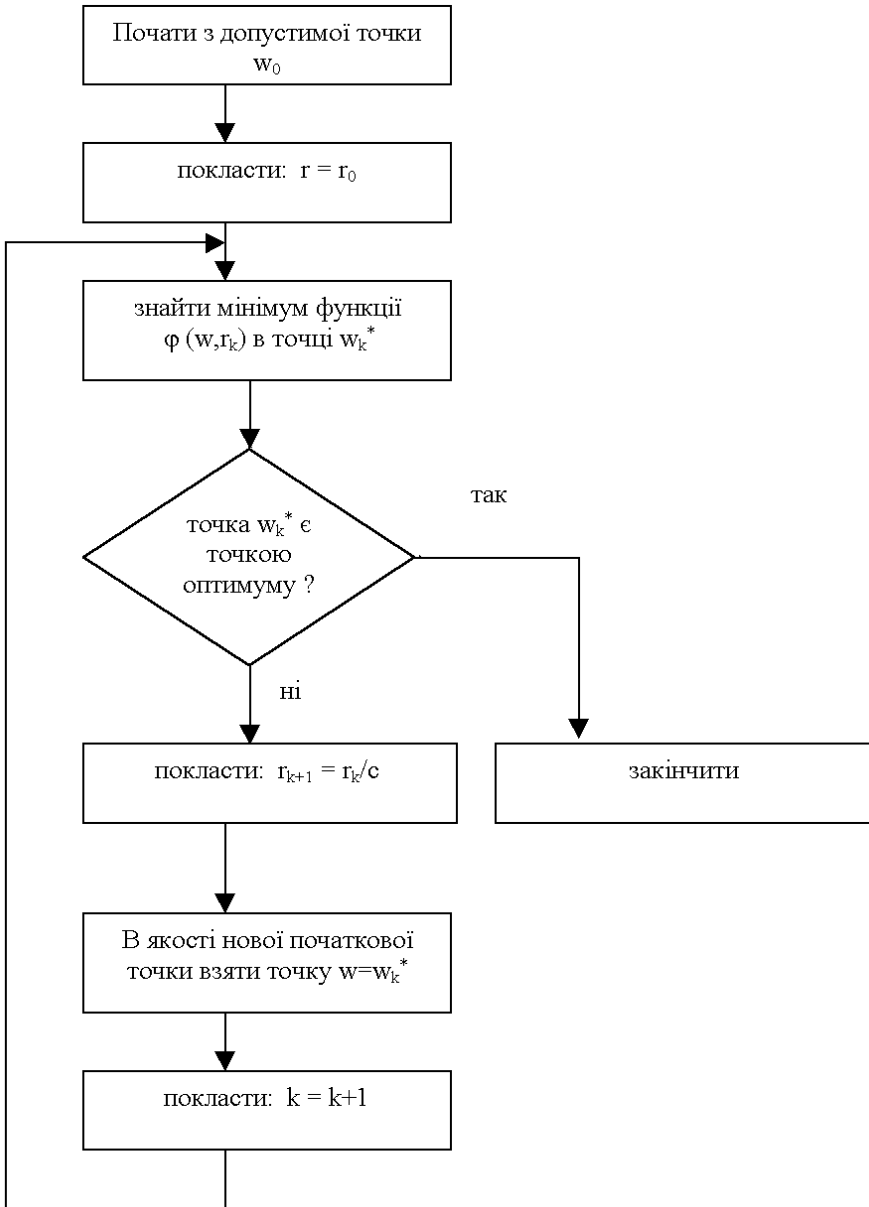 Почати з допустимої точки
w₀
покласти: r = r₀
знайти мінімум функції
φ (w,rₖ) в точці wₖ*
точка wₖ* є
точкою
оптимуму ?
так
ні
покласти: rₖ₊₁ = rₖ/c
закінчити
В якості нової початкової
точки взяти точку w=wₖ*
покласти: k = k+1